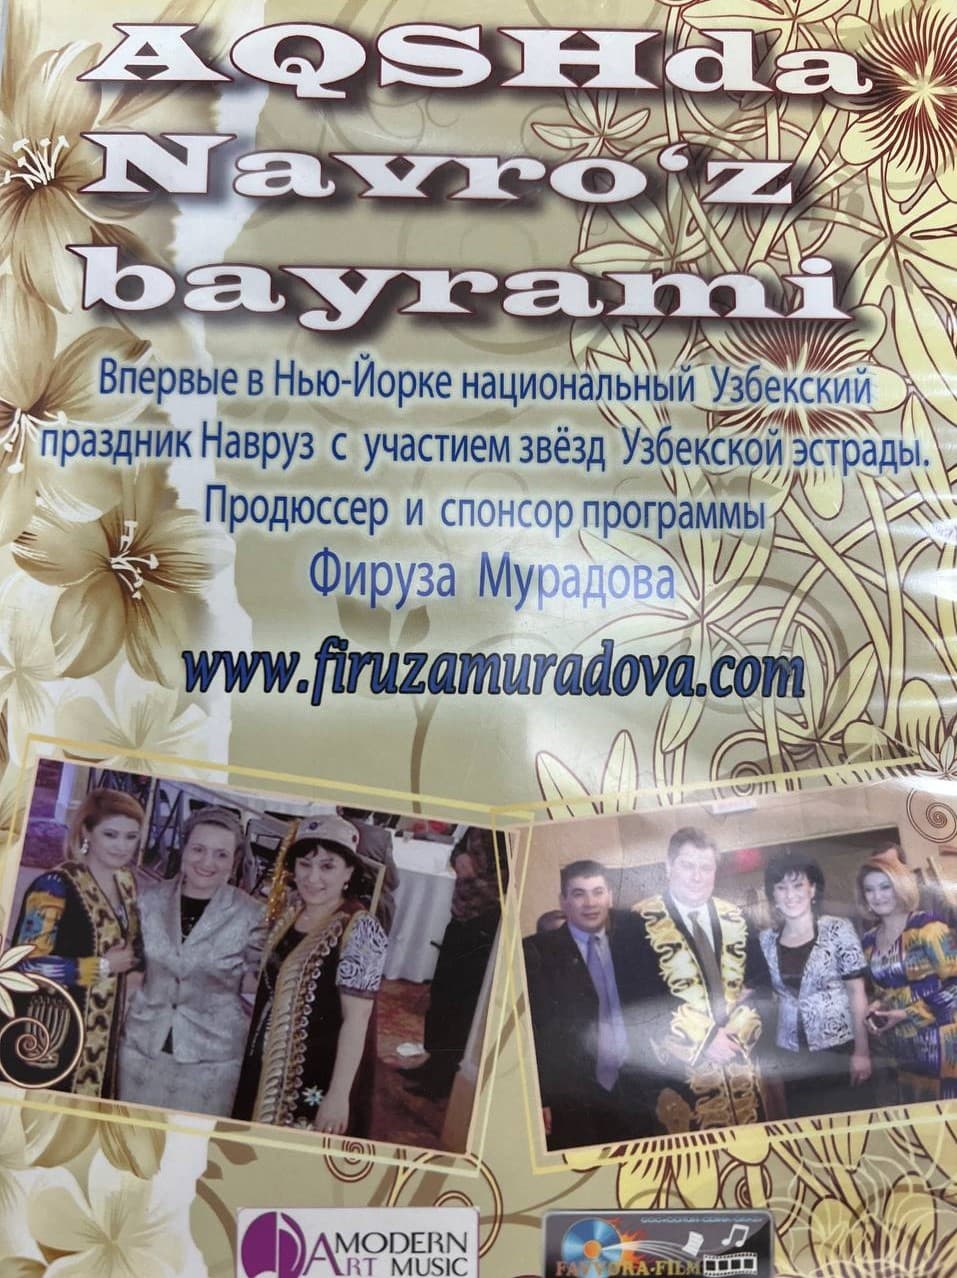 AQSHda
Navro‘z
bayrami
Впервые в Нью-Йорке национальный Узбекский
праздник Навруз с участием звёзд Узбекской эстрады.
Продюссер и спонсор программы
Фируза Мурадова
www.firuzamuradova.com
MODERN
ART MUSIC
FAVVORA-FILM